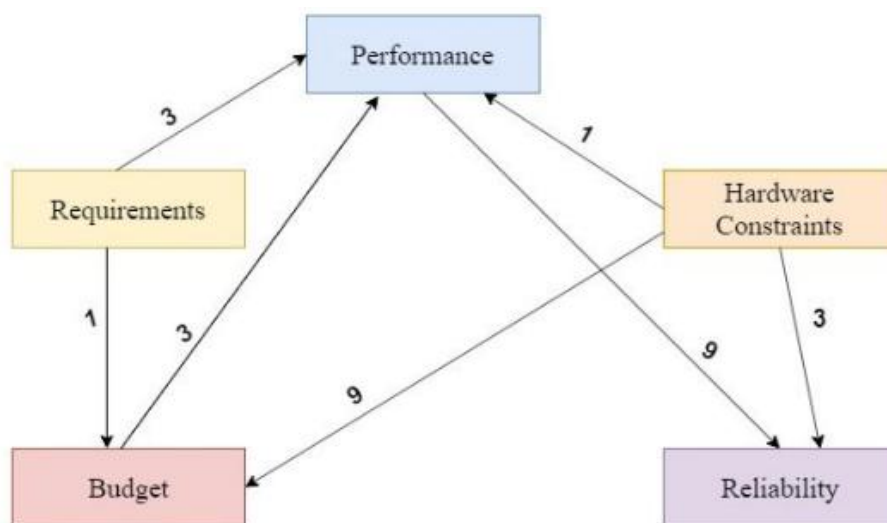 Performance
3
1
Requirements
Hardware
Constraints
1
3
3
9
9
Budget
Reliability